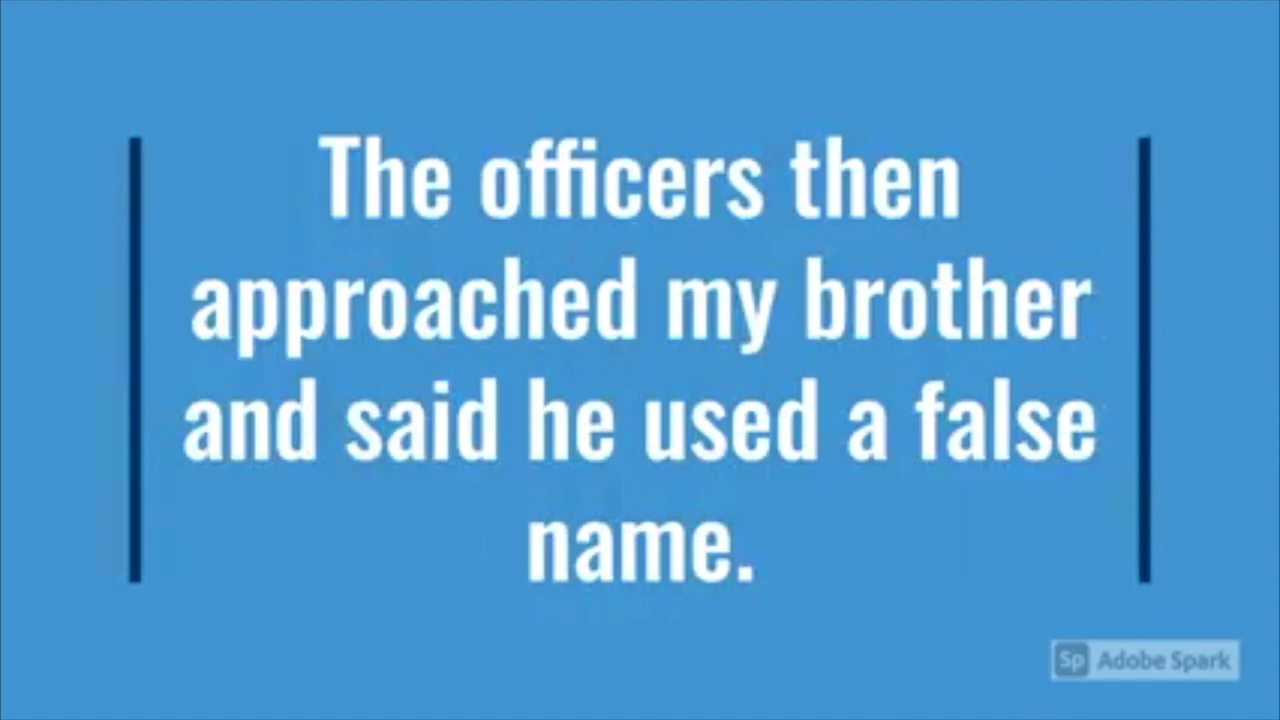 The officers then
approached my brother
and said he used a false
name.
Sp Adobe Spark